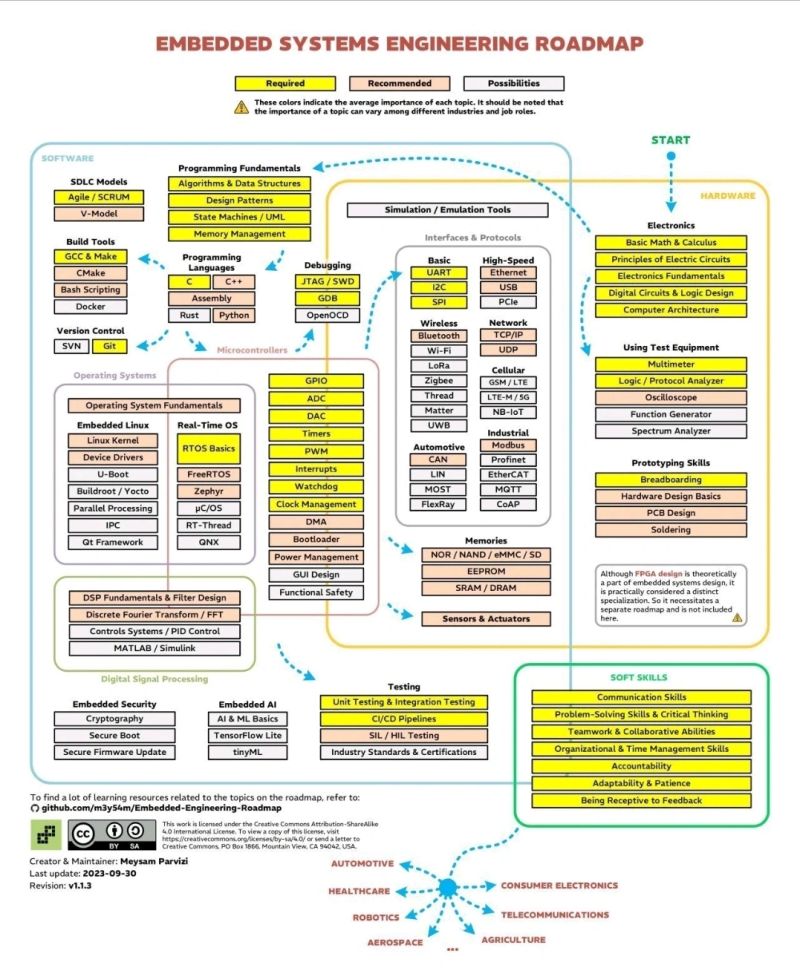 EMBEDDED SYSTEMS ENGINEERING ROADMAP
Required
Recommended
Possibilities
These colors indicate the average importance of each topic. It should be noted that
the importance of a topic can vary among different industries and job roles.
START
SOFTWARE
HARDWARE
SDLC Models
Agile / SCRUM
V-Model
Build Tools
GCC & Make
CMake
Bash Scripting
Docker
Version Control
SVN
Git
Programming Fundamentals
Algorithms & Data Structures
Design Patterns
State Machines / UML
Memory Management
Programming
Languages
C
C++
Assembly
Rust
Python
Debugging
JTAG / SWD
GDB
OpenOCD
Simulation / Emulation Tools
Interfaces & Protocols
Basic
UART
I2C
SPI
High-Speed
Ethernet
USB
PCIe
Wireless
Bluetooth
Wi-Fi
LoRa
Zigbee
Thread
Matter
UWB
Network
TCP/IP
UDP
Cellular
GSM / LTE
LTE-M / 5G
NB-IoT
Automotive
CAN
LIN
MOST
FlexRay
Industrial
Modbus
Profinet
EtherCAT
MQTT
CoAP
Electronics
Basic Math & Calculus
Principles of Electric Circuits
Electronics Fundamentals
Digital Circuits & Logic Design
Computer Architecture
Using Test Equipment
Multimeter
Logic / Protocol Analyzer
Oscilloscope
Function Generator
Spectrum Analyzer
Prototyping Skills
Breadboarding
Hardware Design Basics
PCB Design
Soldering
Although FPGA design is theoretically
a part of embedded systems design, it
is practically considered a distinct
specialization. So it necessitates a
separate roadmap and is not included
here.
Microcontrollers
GPIO
ADC
DAC
Timers
PWM
Interrupts
Watchdog
Clock Management
DMA
Bootloader
Power Management
GUI Design
Functional Safety
Operating Systems
Operating System Fundamentals
Embedded Linux
Linux Kernel
Device Drivers
U-Boot
Buildroot / Yocto
Parallel Processing
IPC
Qt Framework
Real-Time OS
RTOS Basics
FreeRTOS
Zephyr
µC/OS
RT-Thread
QNX
Memories
NOR / NAND / eMMC / SD
EEPROM
SRAM / DRAM
Sensors & Actuators
DSP Fundamentals & Filter Design
Discrete Fourier Transform / FFT
Controls Systems / PID Control
MATLAB / Simulink
Digital Signal Processing
Embedded Security
Cryptography
Secure Boot
Secure Firmware Update
Embedded AI
AI & ML Basics
TensorFlow Lite
tinyML
Testing
Unit Testing & Integration Testing
CI/CD Pipelines
SIL / HIL Testing
Industry Standards & Certifications
SOFT SKILLS
Communication Skills
Problem-Solving Skills & Critical Thinking
Teamwork & Collaborative Abilities
Organizational & Time Management Skills
Accountability
Adaptability & Patience
Being Receptive to Feedback
To find a lot of learning resources related to the topics on the roadmap, refer to:
github.com/m3y54m/Embedded-Engineering-Roadmap
cc
BY SA
This work is licensed under the Creative Commons Attribution-ShareAlike
4.0 International License. To view a copy of this license, visit
https://creativecommons.org/licenses/by-sa/4.0/ or send a letter to
Creative Commons, PO Box 1866, Mountain View, CA 94042, USA.
Creator & Maintainer: Meysam Parvizi
Last update: 2023-09-30
Revision: v1.1.3
AUTOMOTIVE
HEALTHCARE
ROBOTICS
AEROSPACE
...
AGRICULTURE
TELECOMMUNICATIONS
CONSUMER ELECTRONICS